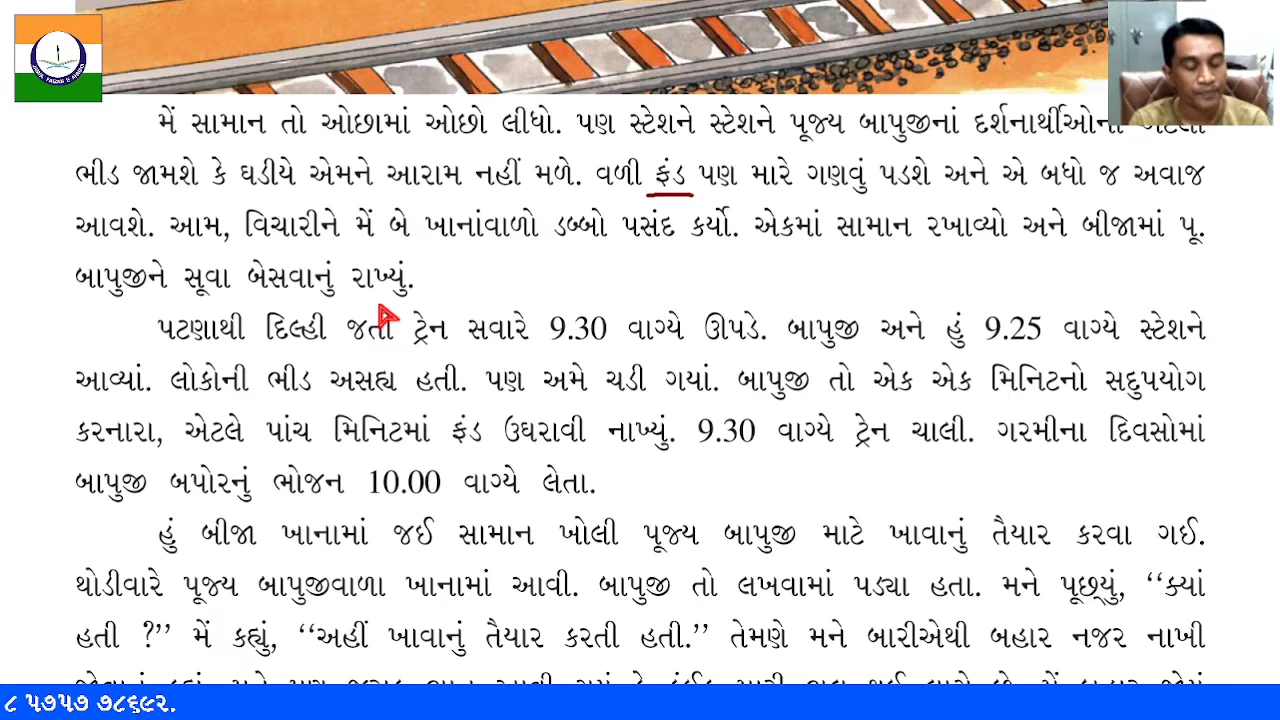 મેં સામાન તો ઓછામાં ઓછો લીધો. પણ સ્ટેશને સ્ટેશને પૂજ્ય બાપુજીનાં દર્શનાર્થીઓની એટલી
ભીડ જામશે કે ઘડીયે એમને આરામ નહીં મળે. વળી ફંડ પણ મારે ગણવું પડશે અને એ બધો જ અવાજ
આવશે. આમ, વિચારીને મેં બે ખાનાંવાળો ડબ્બો પસંદ કર્યો. એકમાં સામાન રખાવ્યો અને બીજામાં પૂ.
બાપુજીને સૂવા બેસવાનું રાખ્યું.
પટણાથી દિલ્હી જતી ટ્રેન સવારે 9.30 વાગ્યે ઊપડે. બાપુજી અને હું 9.25 વાગ્યે સ્ટેશને
આવ્યાં. લોકોની ભીડ અસહ્ય હતી. પણ અમે ચડી ગયાં. બાપુજી તો એક એક મિનિટનો સદુપયોગ
કરનારા, એટલે પાંચ મિનિટમાં ફંડ ઉઘરાવી નાખ્યું. 9.30 વાગ્યે ટ્રેન ચાલી. ગરમીના દિવસોમાં
બાપુજી બપોરનું ભોજન 10.00 વાગ્યે લેતા.
હું બીજા ખાનામાં જઈ સામાન ખોલી પૂજ્ય બાપુજી માટે ખાવાનું તૈયાર કરવા ગઈ.
થોડીવારે પૂજ્ય બાપુજીવાળા ખાનામાં આવી. બાપુજી તો લખવામાં પડ્યા હતા. મને પૂછ્યું, ‘‘ક્યાં
હતી ?’’ મેં કહ્યું, ‘‘અહીં ખાવાનું તૈયાર કરતી હતી.’’ તેમણે મને બારીએથી બહાર નજર નાખી
૮ ૫૭૫૭ ૭૮૬૯૨.